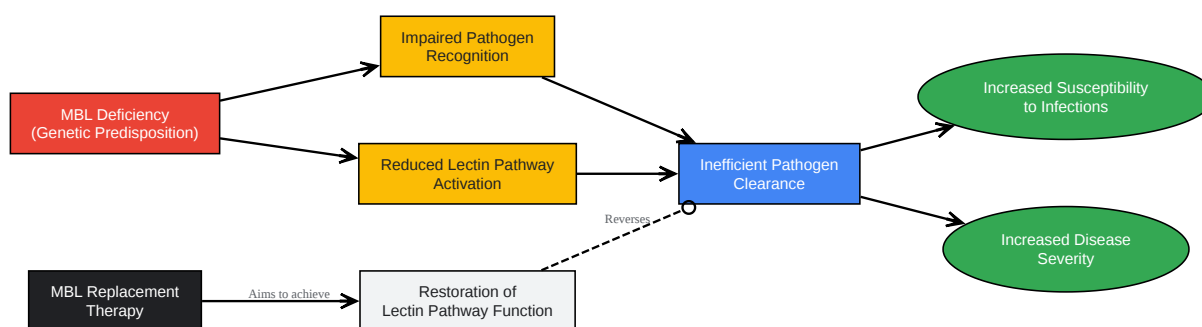 Impaired Pathogen
Recognition
MBL Deficiency
(Genetic Predisposition)
Reduced Lectin Pathway
Activation
Inefficient Pathogen
Clearance
Increased Susceptibility
to Infections
Increased Disease
Severity
Reverses
MBL Replacement
Therapy
Aims to achieve
Restoration of
Lectin Pathway Function